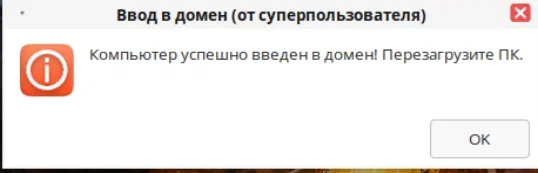 Ввод в домен (от суперпользователя)
Компьютер успешно введен в домен! Перезагрузите ПК.
OK